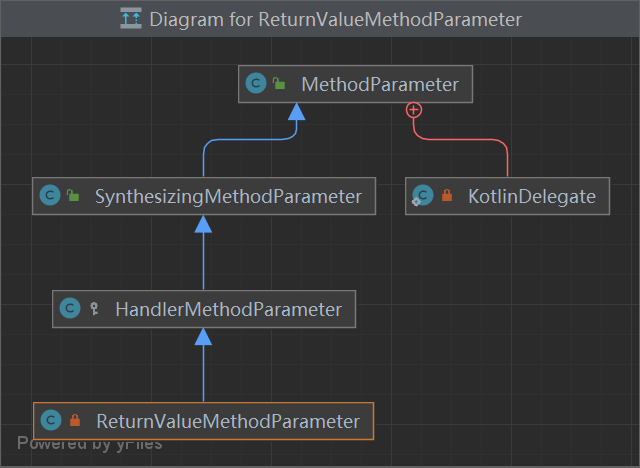 Diagram for ReturnValueMethodParameter
C MethodParameter
C SynthesizingMethodParameter
C KotlinDelegate
C HandlerMethodParameter
C ReturnValueMethodParameter
Powered by yFiles